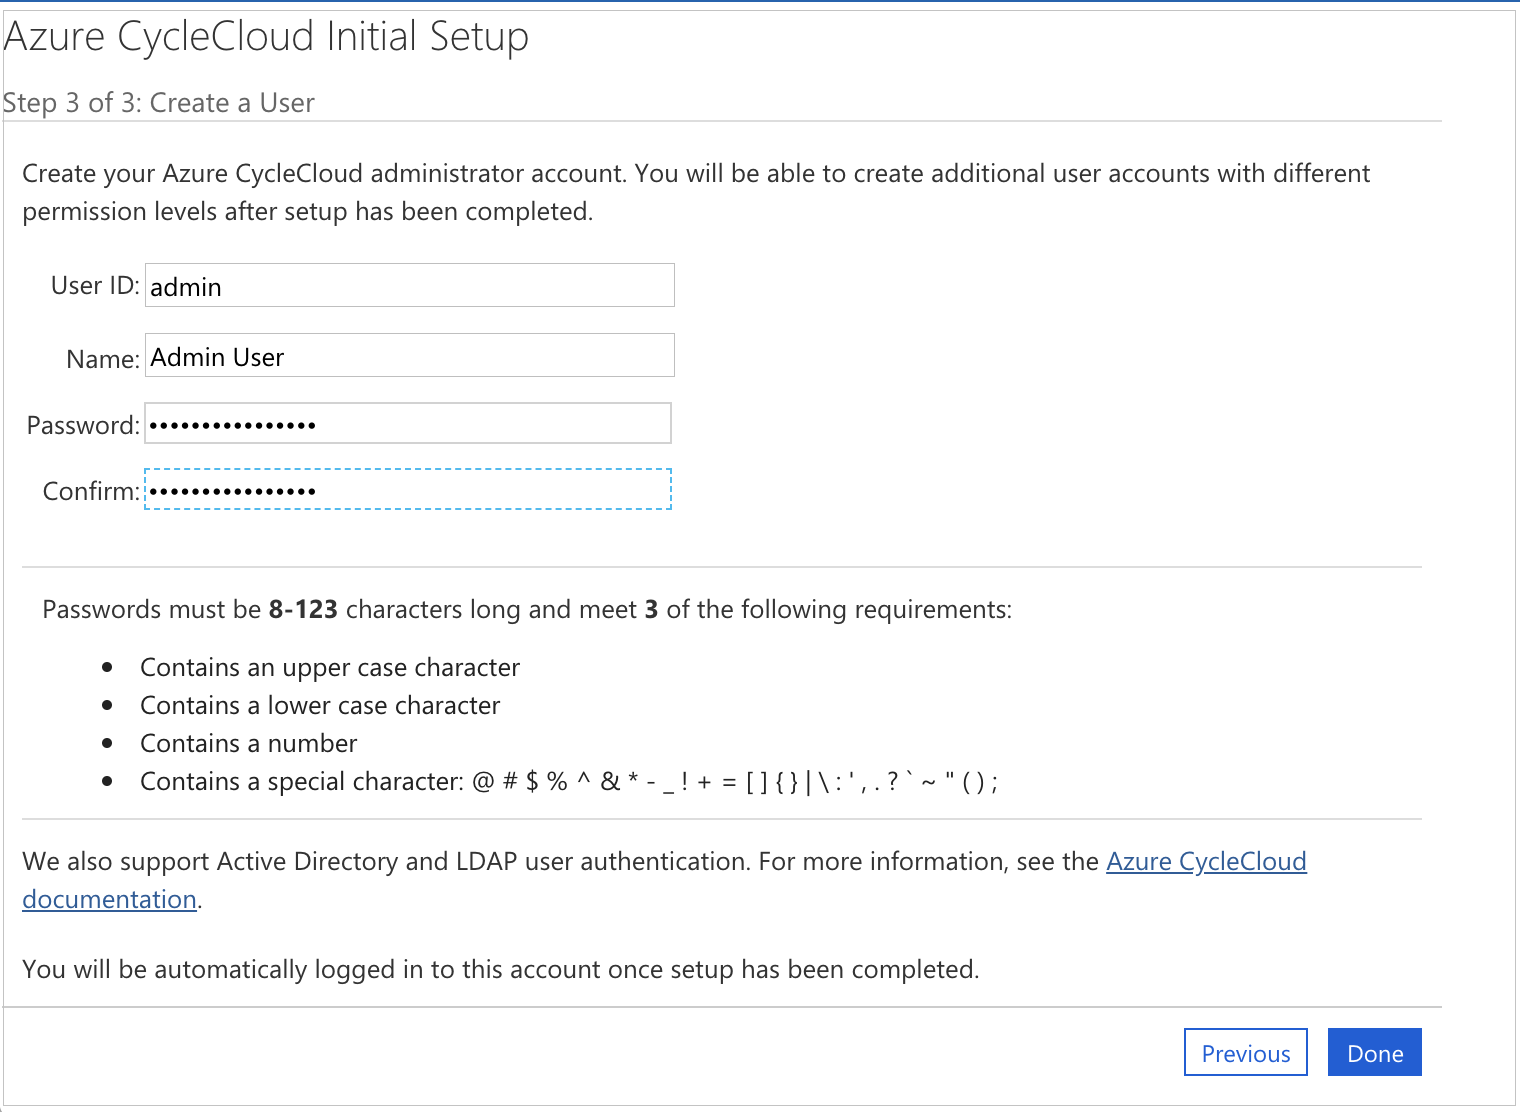 Azure CycleCloud Initial Setup
Step 3 of 3: Create a User
Create your Azure CycleCloud administrator account. You will be able to create additional user accounts with different
permission levels after setup has been completed.
User ID: admin
Name: Admin User
Password: ••••••••••••••••
Confirm: ••••••••••••••••
Passwords must be 8-123 characters long and meet 3 of the following requirements:
• Contains an upper case character
• Contains a lower case character
• Contains a number
• Contains a special character: @ # $ % ^ & * - _ ! + = [ ] { } | \ : ' , . ? ` ~ " ( ) ;
We also support Active Directory and LDAP user authentication. For more information, see the Azure CycleCloud
documentation.
You will be automatically logged in to this account once setup has been completed.
Previous Done